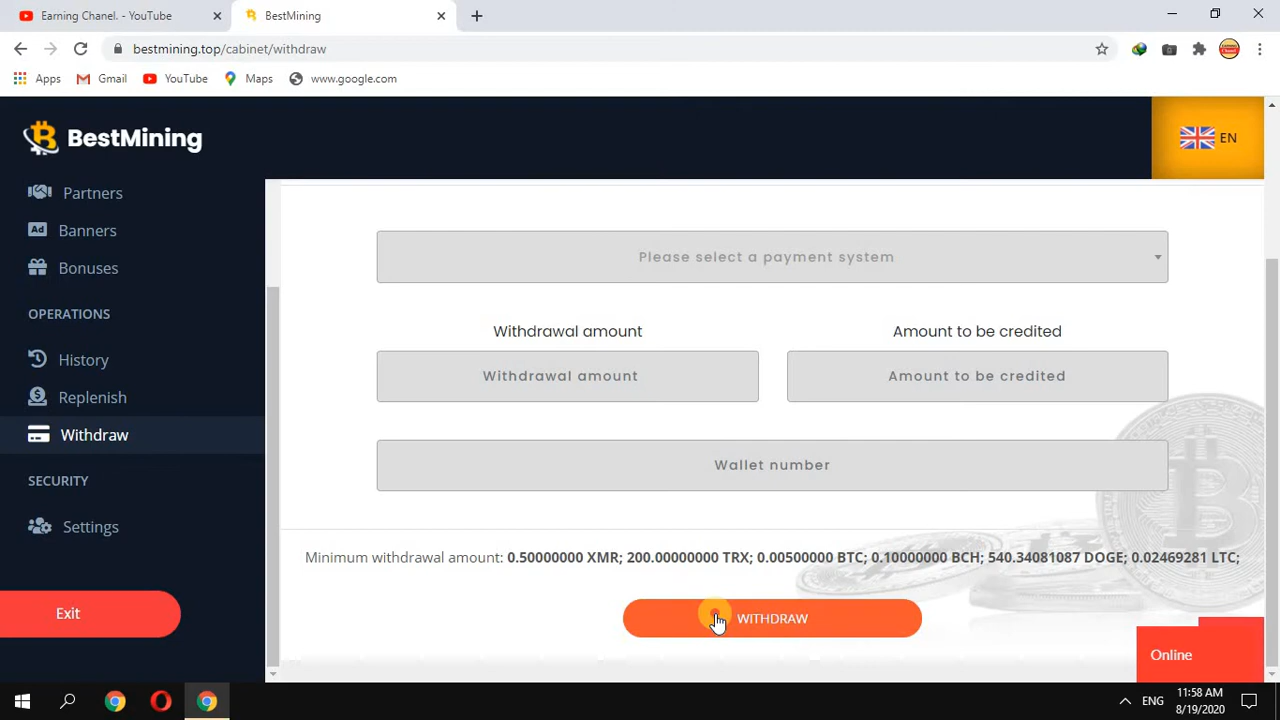 Earning Chanel. - YouTube
BestMining
bestmining.top/cabinet/withdraw
Apps
Gmail
YouTube
Maps
www.google.com
BestMining
EN
Partners
Ad
Banners
Bonuses
OPERATIONS
History
Replenish
Withdraw
SECURITY
Settings
Exit
Please select a payment system
Withdrawal amount
Amount to be credited
Withdrawal amount
Amount to be credited
Wallet number
Minimum withdrawal amount: 0.50000000 XMR; 200.00000000 TRX; 0.00500000 BTC; 0.10000000 BCH; 540.34081087 DOGE; 0.02469281 LTC;
WITHDRAW
Online
ENG
11:58 AM
8/19/2020